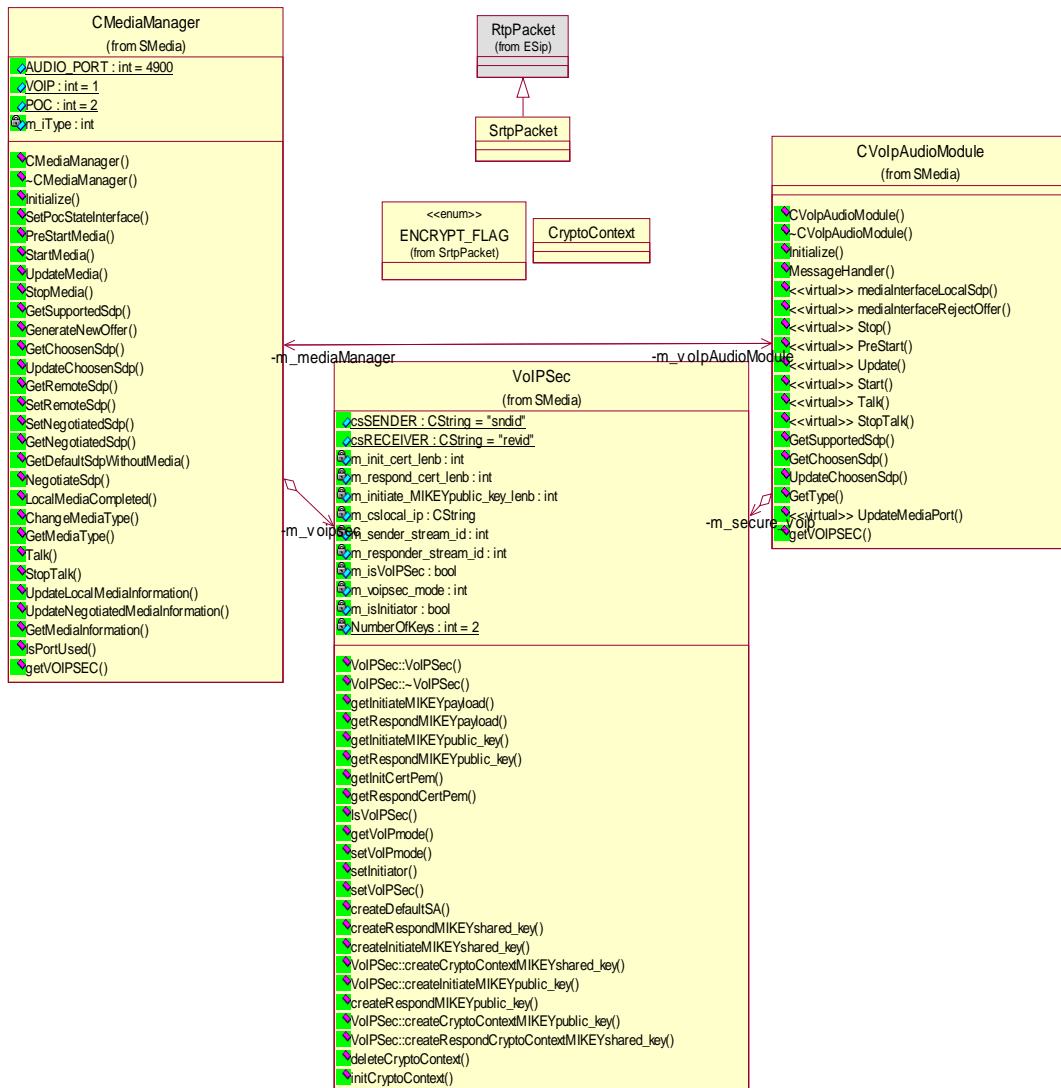 CMediaManager
(from SMedia)
AUDIO_PORT : int = 4900
VOIP : int = 1
POC : int = 2
m_iType : int
CMediaManager()
~CMediaManager()
Initialize()
SetPocStateInterface()
PreStartMedia()
StartMedia()
UpdateMedia()
StopMedia()
GetSupportedSdp()
GenerateNewOffer()
GetChoosenSdp()
UpdateChoosenSdp()
GetRemoteSdp()
SetRemoteSdp()
SetNegotiatedSdp()
GetNegotiatedSdp()
GetDefaultSdpWithoutMedia()
NegotiateSdp()
LocalMediaCompleted()
ChangeMediaType()
GetMediaType()
Talk()
StopTalk()
UpdateLocalMediaInformation()
UpdateNegotiatedMediaInformation()
GetMediaInformation()
IsPortUsed()
getVOIPSEC()
RtpPacket
(from ESip)
SrtpPacket
<<enum>>
ENCRYPT_FLAG
(from SrtpPacket)
CryptoContext
CVoIpAudioModule
(from SMedia)
CVoIpAudioModule()
~CVoIpAudioModule()
Initialize()
MessageHandler()
<<virtual>> mediaInterfaceLocalSdp()
<<virtual>> mediaInterfaceRejectOffer()
<<virtual>> Stop()
<<virtual>> PreStart()
<<virtual>> Update()
<<virtual>> Start()
<<virtual>> Talk()
<<virtual>> StopTalk()
GetSupportedSdp()
GetChoosenSdp()
UpdateChoosenSdp()
GetType()
<<virtual>> UpdateMediaPort()
getVOIPSEC()
-m_mediaManager
-m_voIpAudioModule
-m_voipsec
-m_secure_voip
VoIPSec
(from SMedia)
csSENDER : CString = "sndid"
csRECEIVER : CString = "revid"
m_init_cert_lenb : int
m_respond_cert_lenb : int
m_initiate_MIKEYpublic_key_lenb : int
m_cslocal_ip : CString
m_sender_stream_id : int
m_responder_stream_id : int
m_isVoIPSec : bool
m_voipsec_mode : int
m_isInitiator : bool
NumberOfKeys : int = 2
VoIPSec::VoIPSec()
VoIPSec::~VoIPSec()
getInitiateMIKEYpayload()
getRespondMIKEYpayload()
getInitiateMIKEYpublic_key()
getRespondMIKEYpublic_key()
getInitCertPem()
getRespondCertPem()
IsVoIPSec()
getVoIPmode()
setVoIPmode()
setInitiator()
setVoIPSec()
createDefaultSA()
createRespondMIKEYshared_key()
createInitiateMIKEYshared_key()
VoIPSec::createCryptoContextMIKEYshared_key()
VoIPSec::createInitiateMIKEYpublic_key()
createRespondMIKEYpublic_key()
VoIPSec::createCryptoContextMIKEYpublic_key()
VoIPSec::createRespondCryptoContextMIKEYshared_key()
deleteCryptoContext()
initCryptoContext()